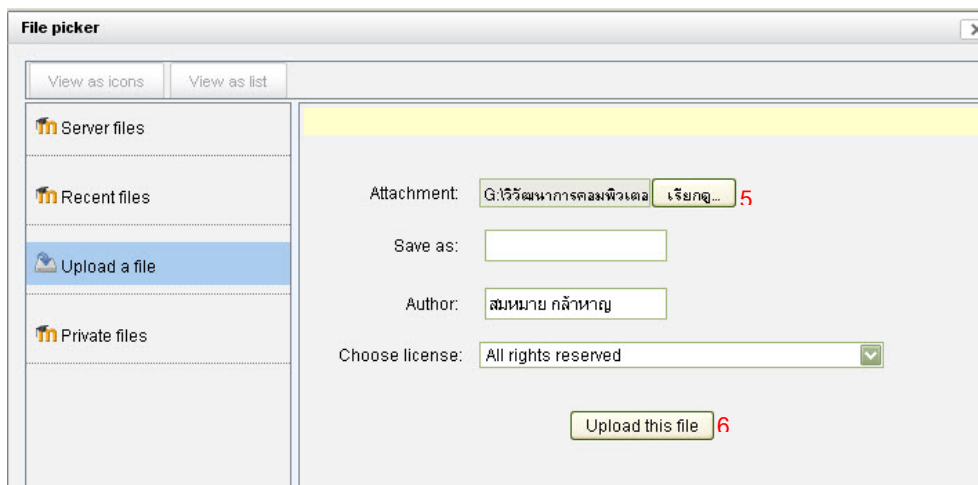 File picker
View as icons View as list
Server files
Recent files
Upload a file
Private files
Attachment: G:\วิวัฒนาการคอมพิวเตอ เรียกดู... 5
Save as:
Author: สมหมาย กล้าหาญ
Choose license: All rights reserved
Upload this file 6